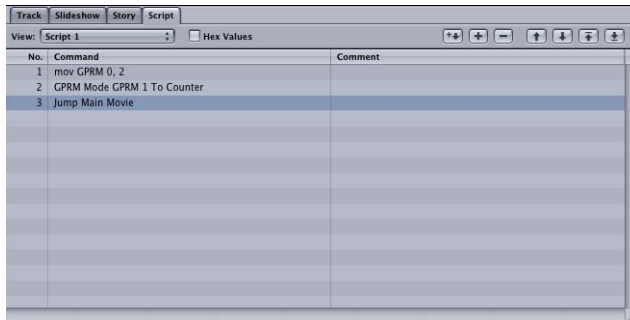 Track Slideshow Story Script
View: Script 1 Hex Values
No. Command Comment
1 mov GPRM 0, 2
2 GPRM Mode GPRM 1 To Counter
3 Jump Main Movie